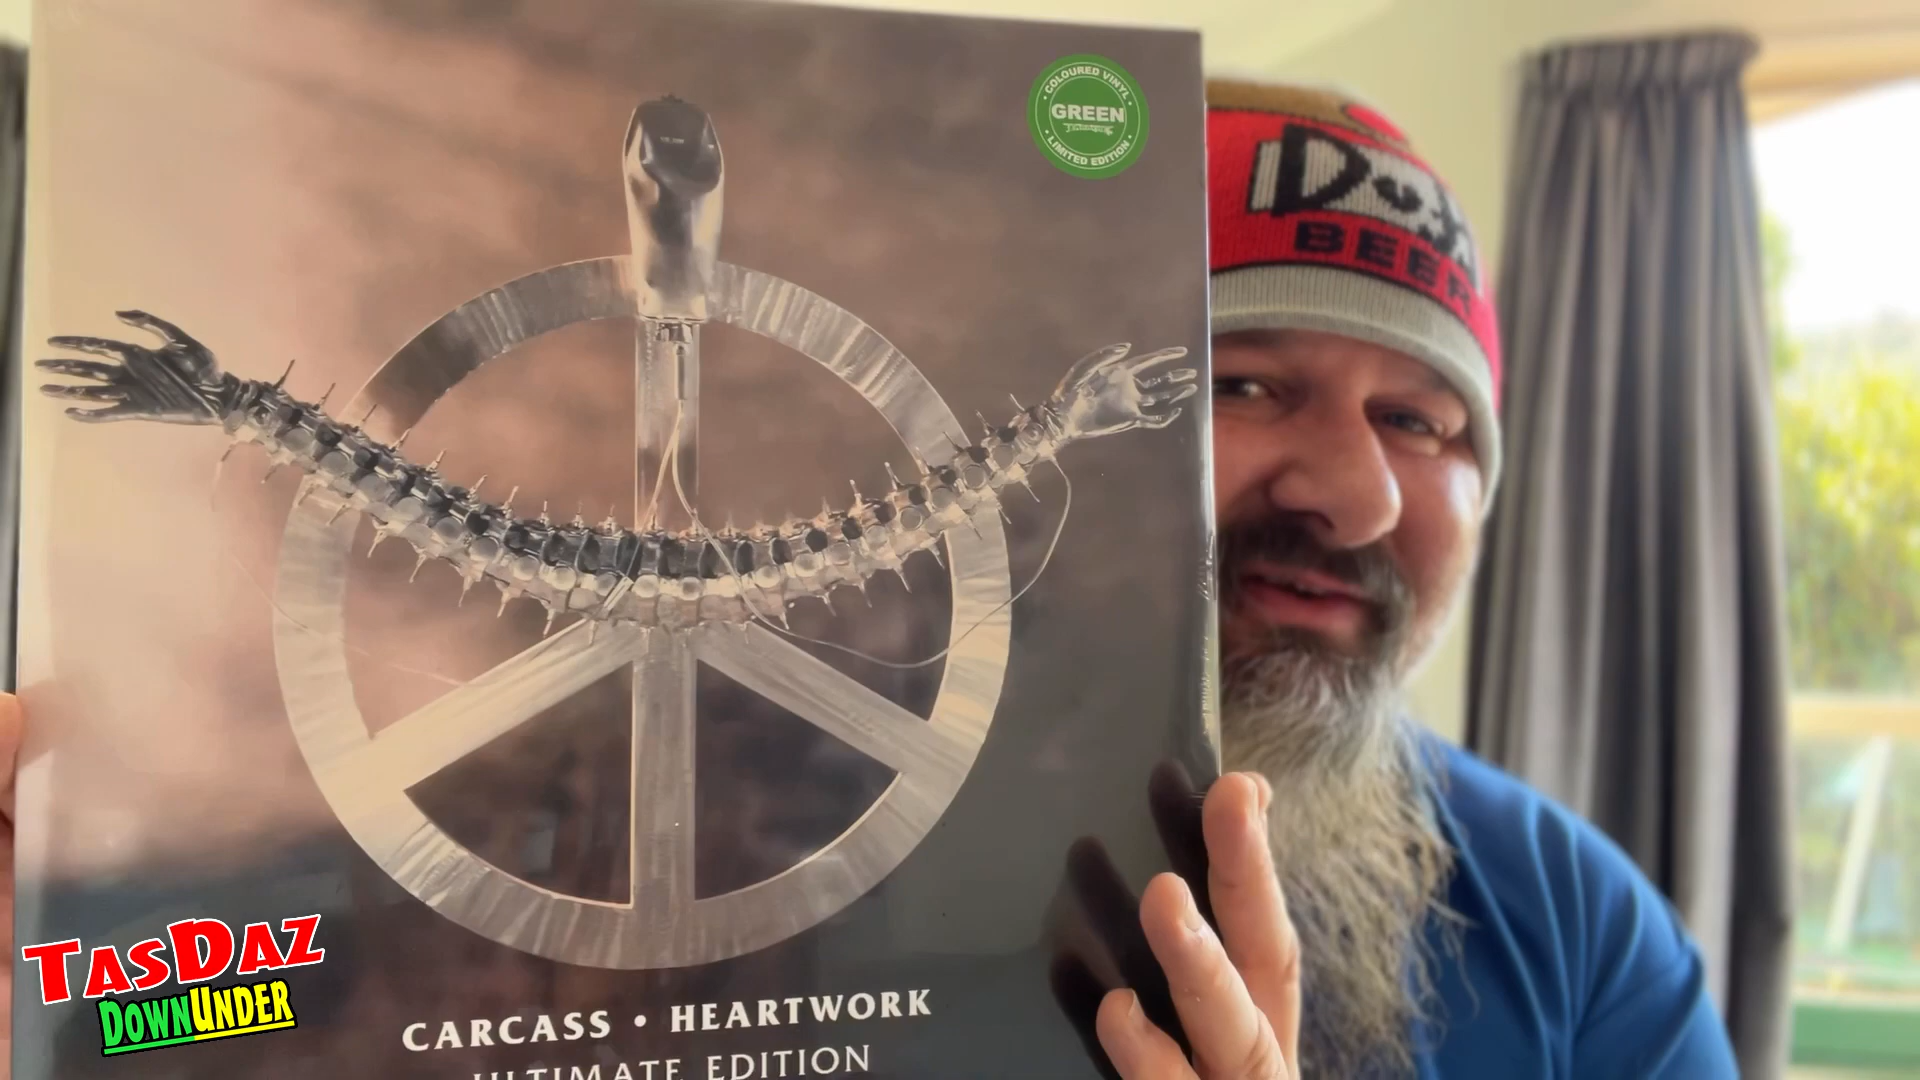 COLOURED VINYL
GREEN
LIMITED EDITION
BEER
CARCASS • HEARTWORK
ULTIMATE EDITION
TASDAZ
DOWNUNDER